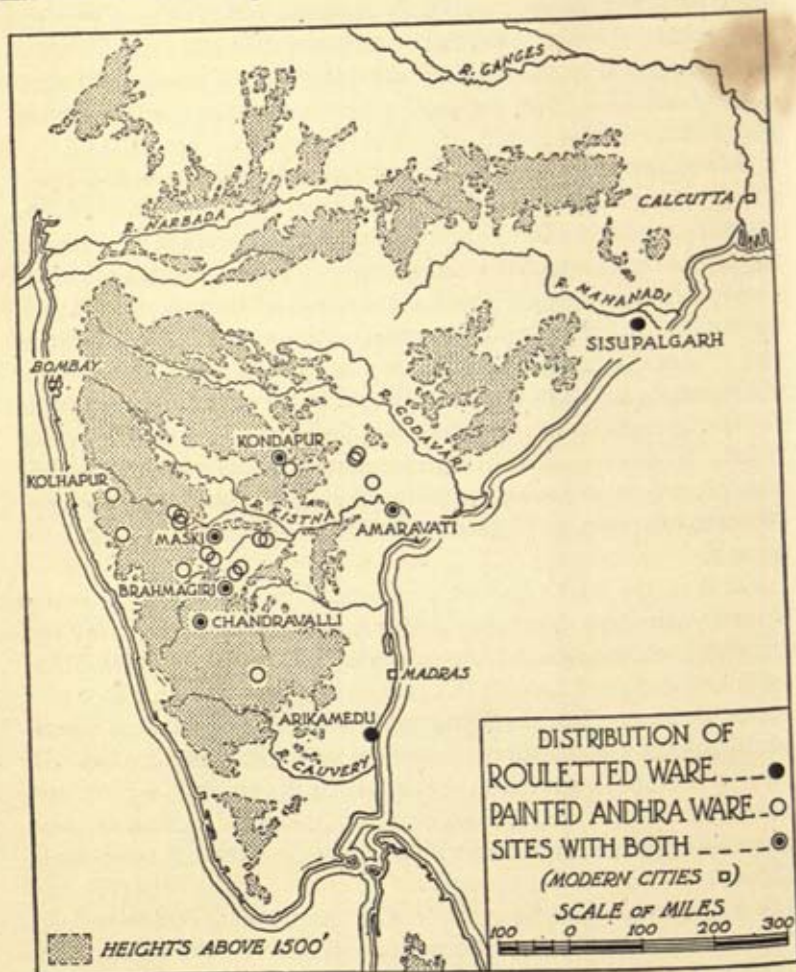 R. GANGES
CALCUTTA
R. NARBADA
R. MAHANADI
SISUPALGARH
BOMBAY
R. GODAVARI
KONDAPUR
KOLHAPUR
R. KISTNA
AMARAVATI
MASKI
BRAHMAGIRI
CHANDRAVALLI
MADRAS
ARIKAMEDU
R. CAUVERY
DISTRIBUTION OF
ROULETTED WARE
PAINTED ANDHRA WARE
SITES WITH BOTH
(MODERN CITIES)
SCALE OF MILES
100 0 100 200 300
HEIGHTS ABOVE 1500'